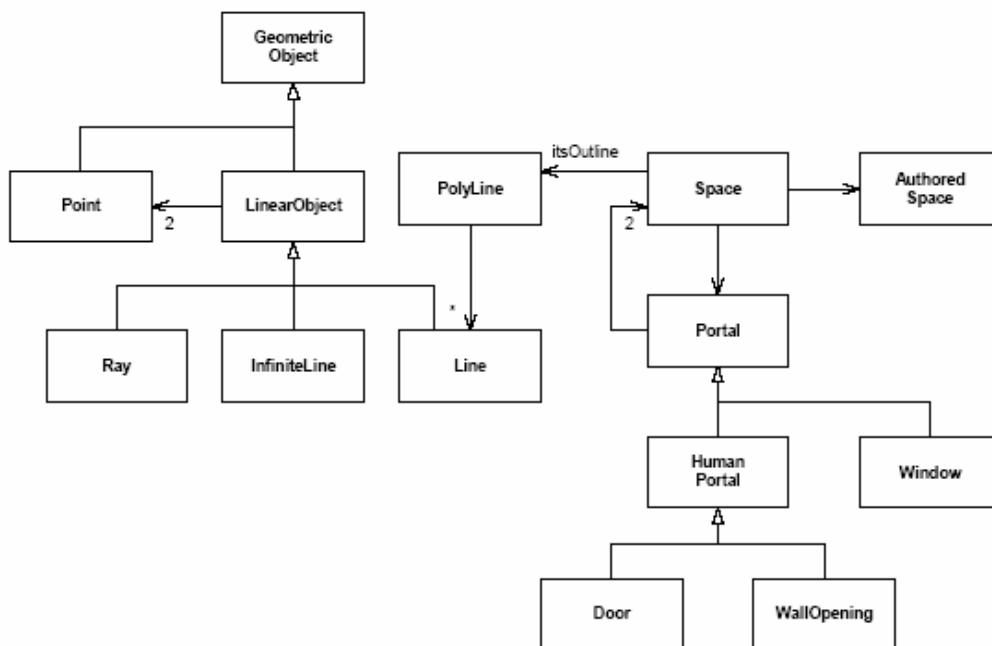 Geometric
Object
itsOutline
Point
LinearObject
PolyLine
Space
Authored
Space
2
2
*
Portal
Ray
InfiniteLine
Line
Human
Portal
Window
Door
WallOpening